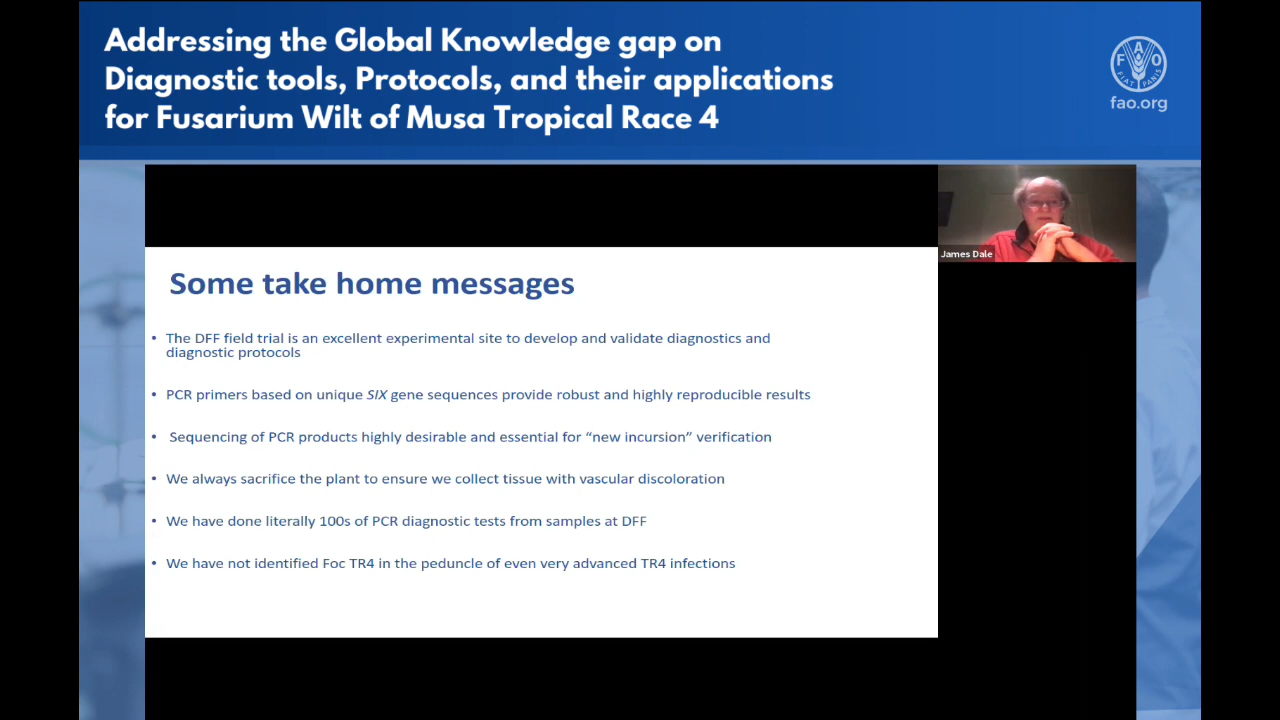 Addressing the Global Knowledge gap on
Diagnostic tools, Protocols, and their applications
for Fusarium Wilt of Musa Tropical Race 4
F A O
FIAT PANIS
fao.org
James Dale
Some take home messages
• The DFF field trial is an excellent experimental site to develop and validate diagnostics and
diagnostic protocols
• PCR primers based on unique SIX gene sequences provide robust and highly reproducible results
• Sequencing of PCR products highly desirable and essential for “new incursion” verification
• We always sacrifice the plant to ensure we collect tissue with vascular discoloration
• We have done literally 100s of PCR diagnostic tests from samples at DFF
• We have not identified Foc TR4 in the peduncle of even very advanced TR4 infections